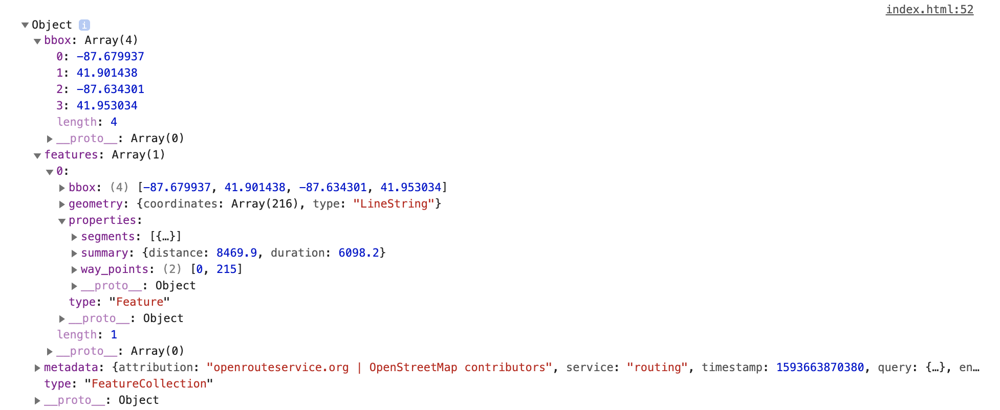 index.html:52
▼Object i
▼bbox: Array(4)
0: -87.679937
1: 41.901438
2: -87.634301
3: 41.953034
length: 4
▶__proto__: Array(0)
▼features: Array(1)
▼0:
▶bbox: (4) [-87.679937, 41.901438, -87.634301, 41.953034]
▶geometry: {coordinates: Array(216), type: "LineString"}
▼properties:
▶segments: [{…}]
▶summary: {distance: 8469.9, duration: 6098.2}
▶way_points: (2) [0, 215]
▶__proto__: Object
type: "Feature"
▶__proto__: Object
length: 1
▶__proto__: Array(0)
▶metadata: {attribution: "openrouteservice.org | OpenStreetMap contributors", service: "routing", timestamp: 1593663870380, query: {…}, en…
type: "FeatureCollection"
▶__proto__: Object